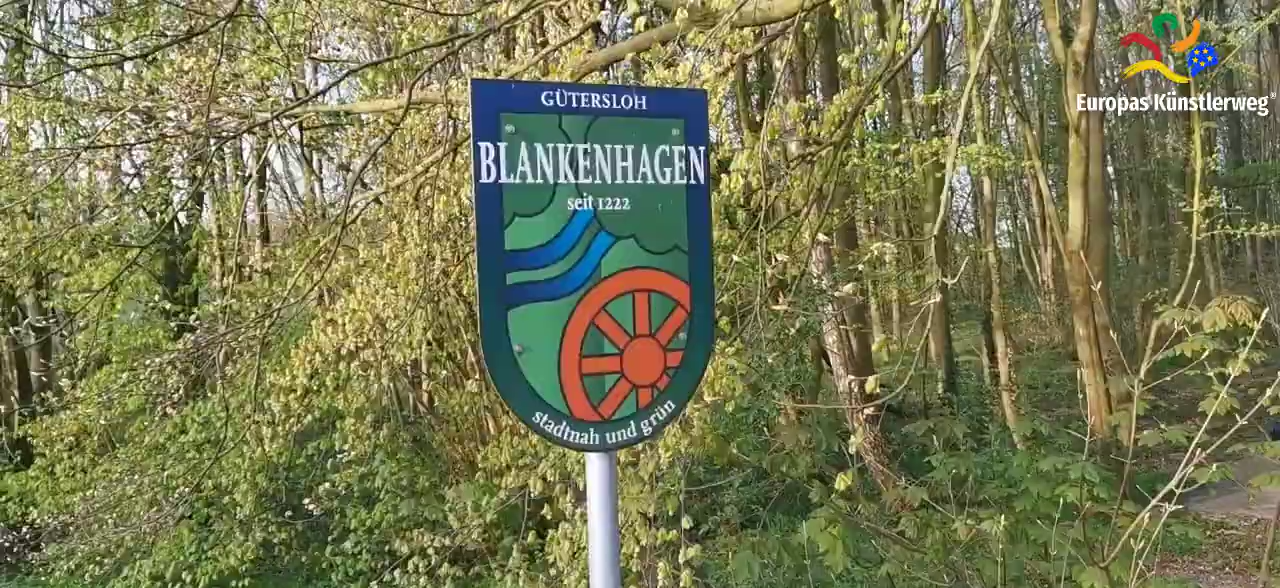 Europas Künstlerweg®
GÜTERSLOH
BLANKENHAGEN
seit 1222
stadtnah und grün